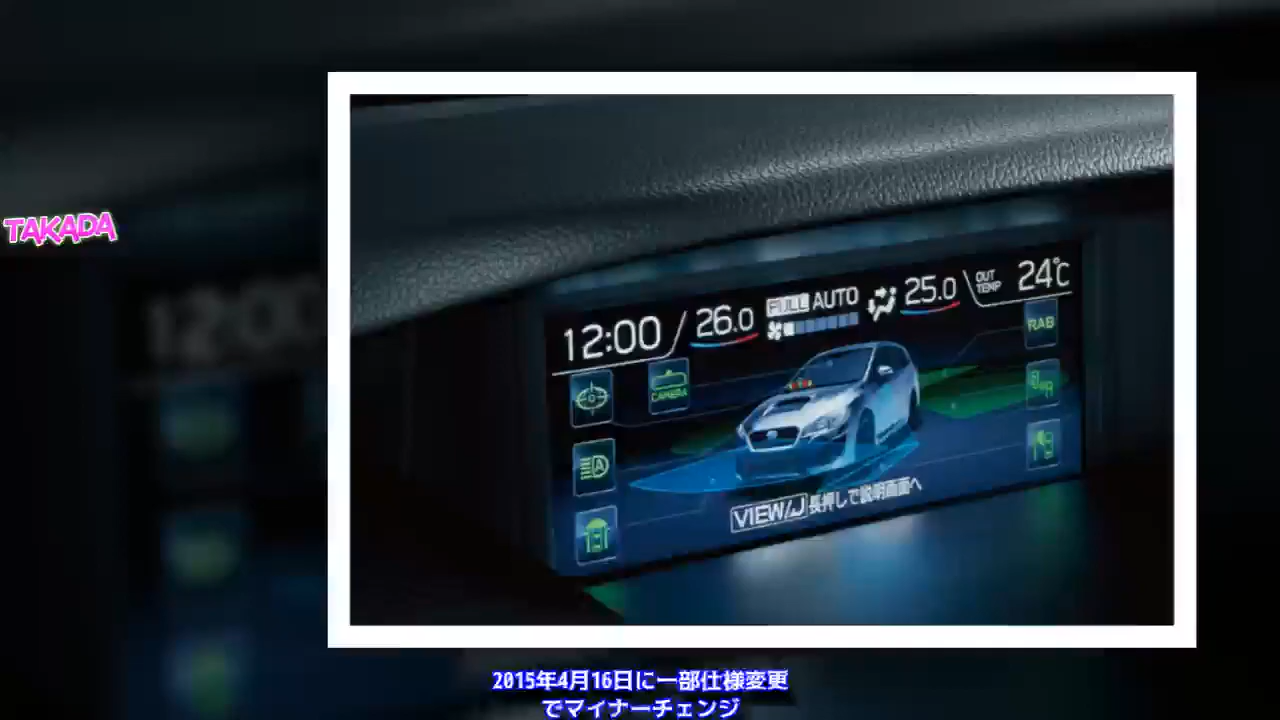 TAKADA
12:00
26.0
FULL AUTO
25.0
OUT TEMP
24℃
CAMERA
RAB
VIEW/ 長押しで説明画面へ
2015年4月16日に一部仕様変更
でマイナーチェンジ